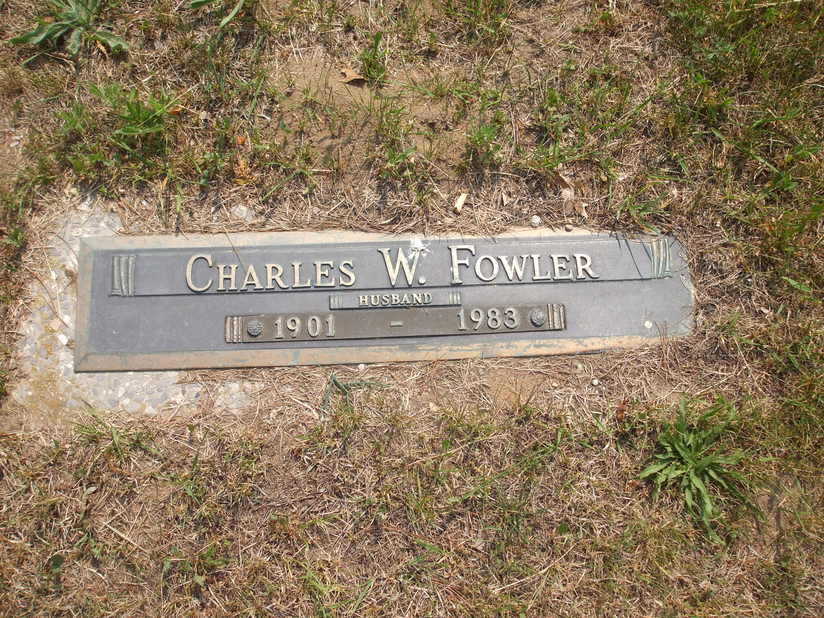 CHARLES W. FOWLER
HUSBAND
1901 - 1983